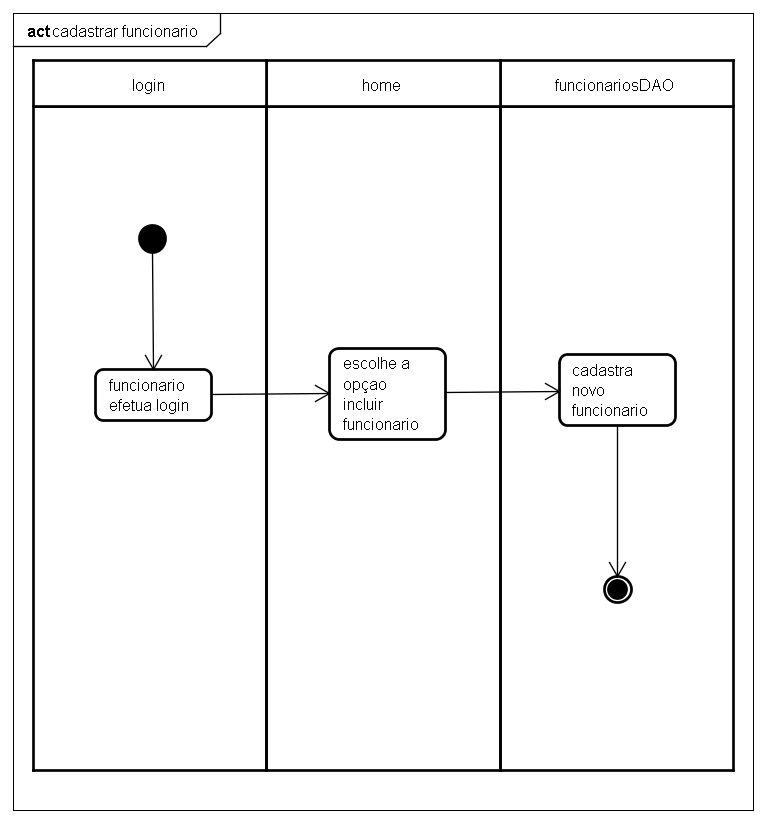 act cadastrar funcionario
login
home
funcionariosDAO
funcionario
efetua login
escolhe a
opçao
incluir
funcionario
cadastra
novo
funcionario